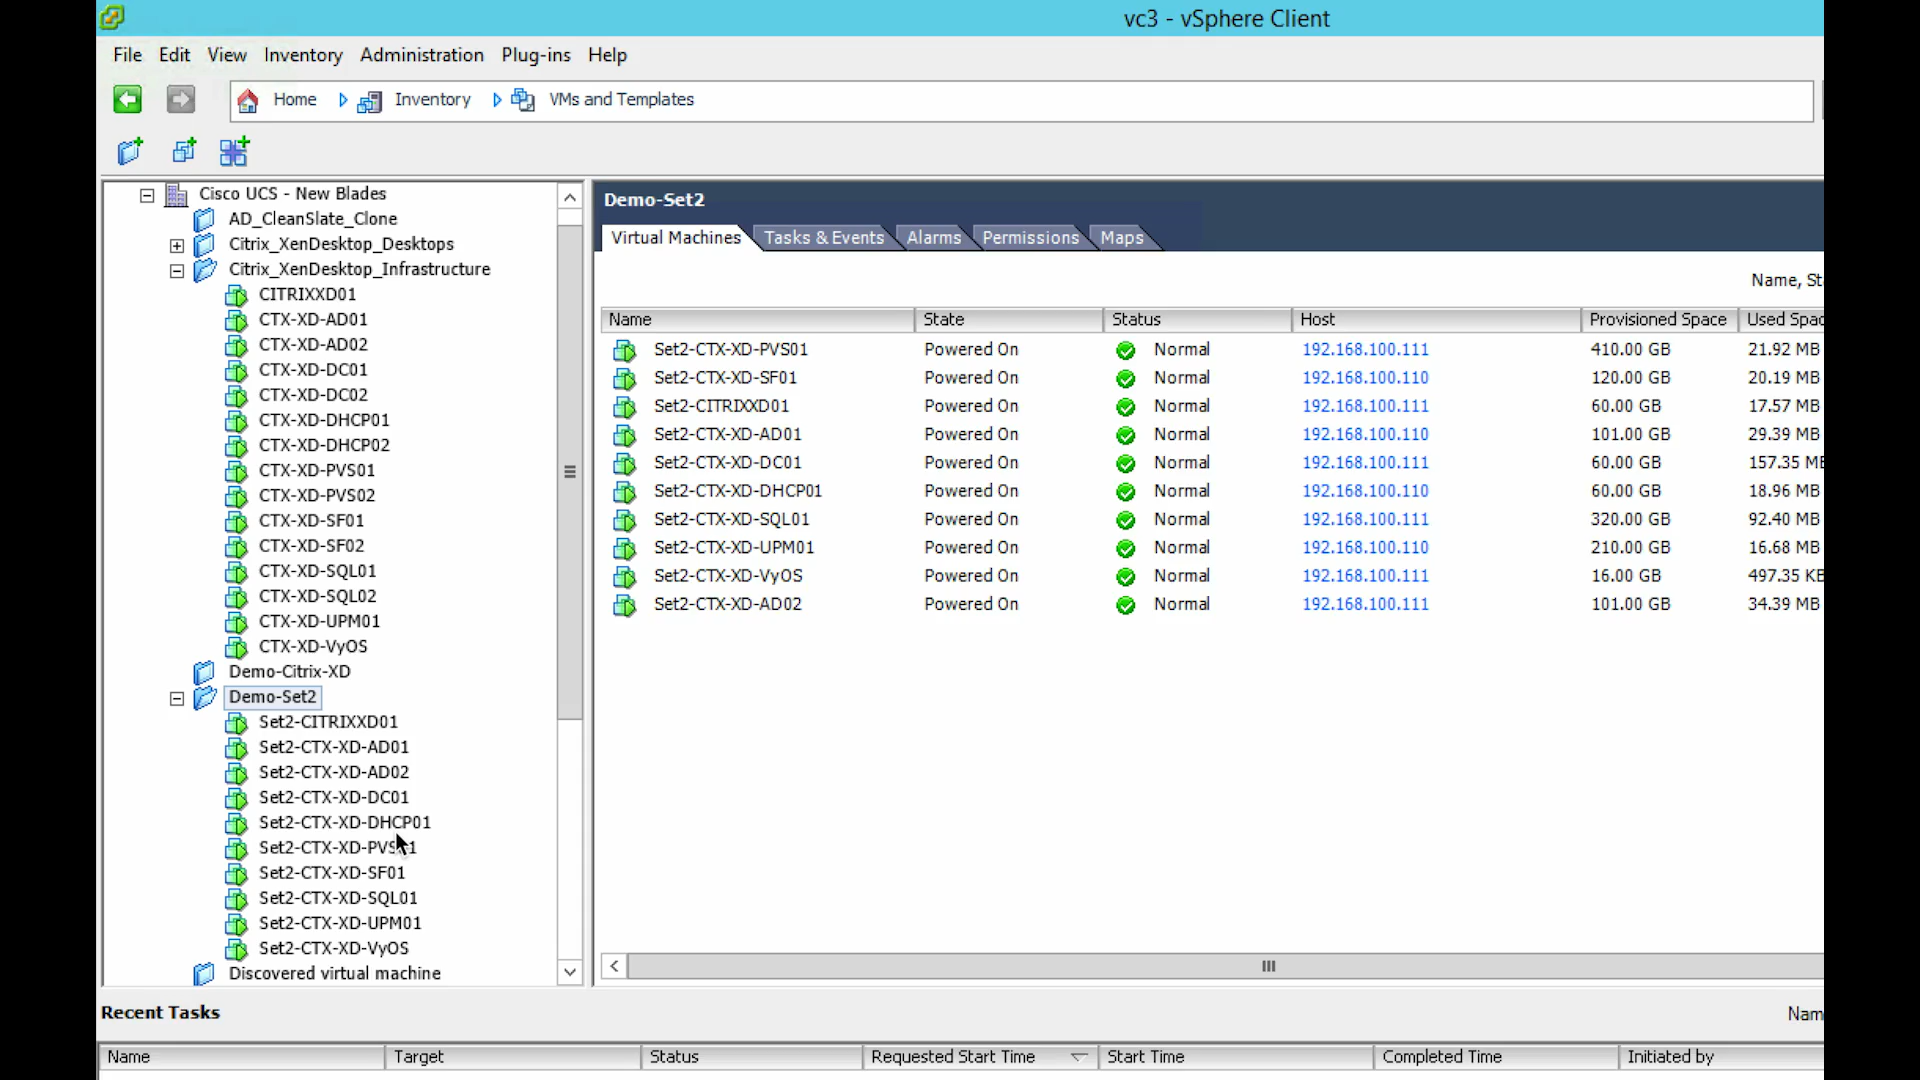 vc3 - vSphere Client
File Edit View Inventory Administration Plug-ins Help
Home Inventory VMs and Templates
Cisco UCS - New Blades
AD_CleanSlate_Clone
Citrix_XenDesktop_Desktops
Citrix_XenDesktop_Infrastructure
CITRIXXD01
CTX-XD-AD01
CTX-XD-AD02
CTX-XD-DC01
CTX-XD-DC02
CTX-XD-DHCP01
CTX-XD-DHCP02
CTX-XD-PVS01
CTX-XD-PVS02
CTX-XD-SF01
CTX-XD-SF02
CTX-XD-SQL01
CTX-XD-SQL02
CTX-XD-UPM01
CTX-XD-VyOS
Demo-Citrix-XD
Demo-Set2
Set2-CITRIXXD01
Set2-CTX-XD-AD01
Set2-CTX-XD-AD02
Set2-CTX-XD-DC01
Set2-CTX-XD-DHCP01
Set2-CTX-XD-PVS01
Set2-CTX-XD-SF01
Set2-CTX-XD-SQL01
Set2-CTX-XD-UPM01
Set2-CTX-XD-VyOS
Discovered virtual machine
Demo-Set2
Virtual Machines Tasks & Events Alarms Permissions Maps
Name, St
Name State Status Host Provisioned Space Used Spac
Set2-CTX-XD-PVS01 Powered On Normal 192.168.100.111 410.00 GB 21.92 MB
Set2-CTX-XD-SF01 Powered On Normal 192.168.100.110 120.00 GB 20.19 MB
Set2-CITRIXXD01 Powered On Normal 192.168.100.111 60.00 GB 17.57 MB
Set2-CTX-XD-AD01 Powered On Normal 192.168.100.110 101.00 GB 29.39 MB
Set2-CTX-XD-DC01 Powered On Normal 192.168.100.111 60.00 GB 157.35 MB
Set2-CTX-XD-DHCP01 Powered On Normal 192.168.100.110 60.00 GB 18.96 MB
Set2-CTX-XD-SQL01 Powered On Normal 192.168.100.111 320.00 GB 92.40 MB
Set2-CTX-XD-UPM01 Powered On Normal 192.168.100.110 210.00 GB 16.68 MB
Set2-CTX-XD-VyOS Powered On Normal 192.168.100.111 16.00 GB 497.35 KB
Set2-CTX-XD-AD02 Powered On Normal 192.168.100.111 101.00 GB 34.39 MB
Recent Tasks
Nam
Name Target Status Requested Start Time Start Time Completed Time Initiated by